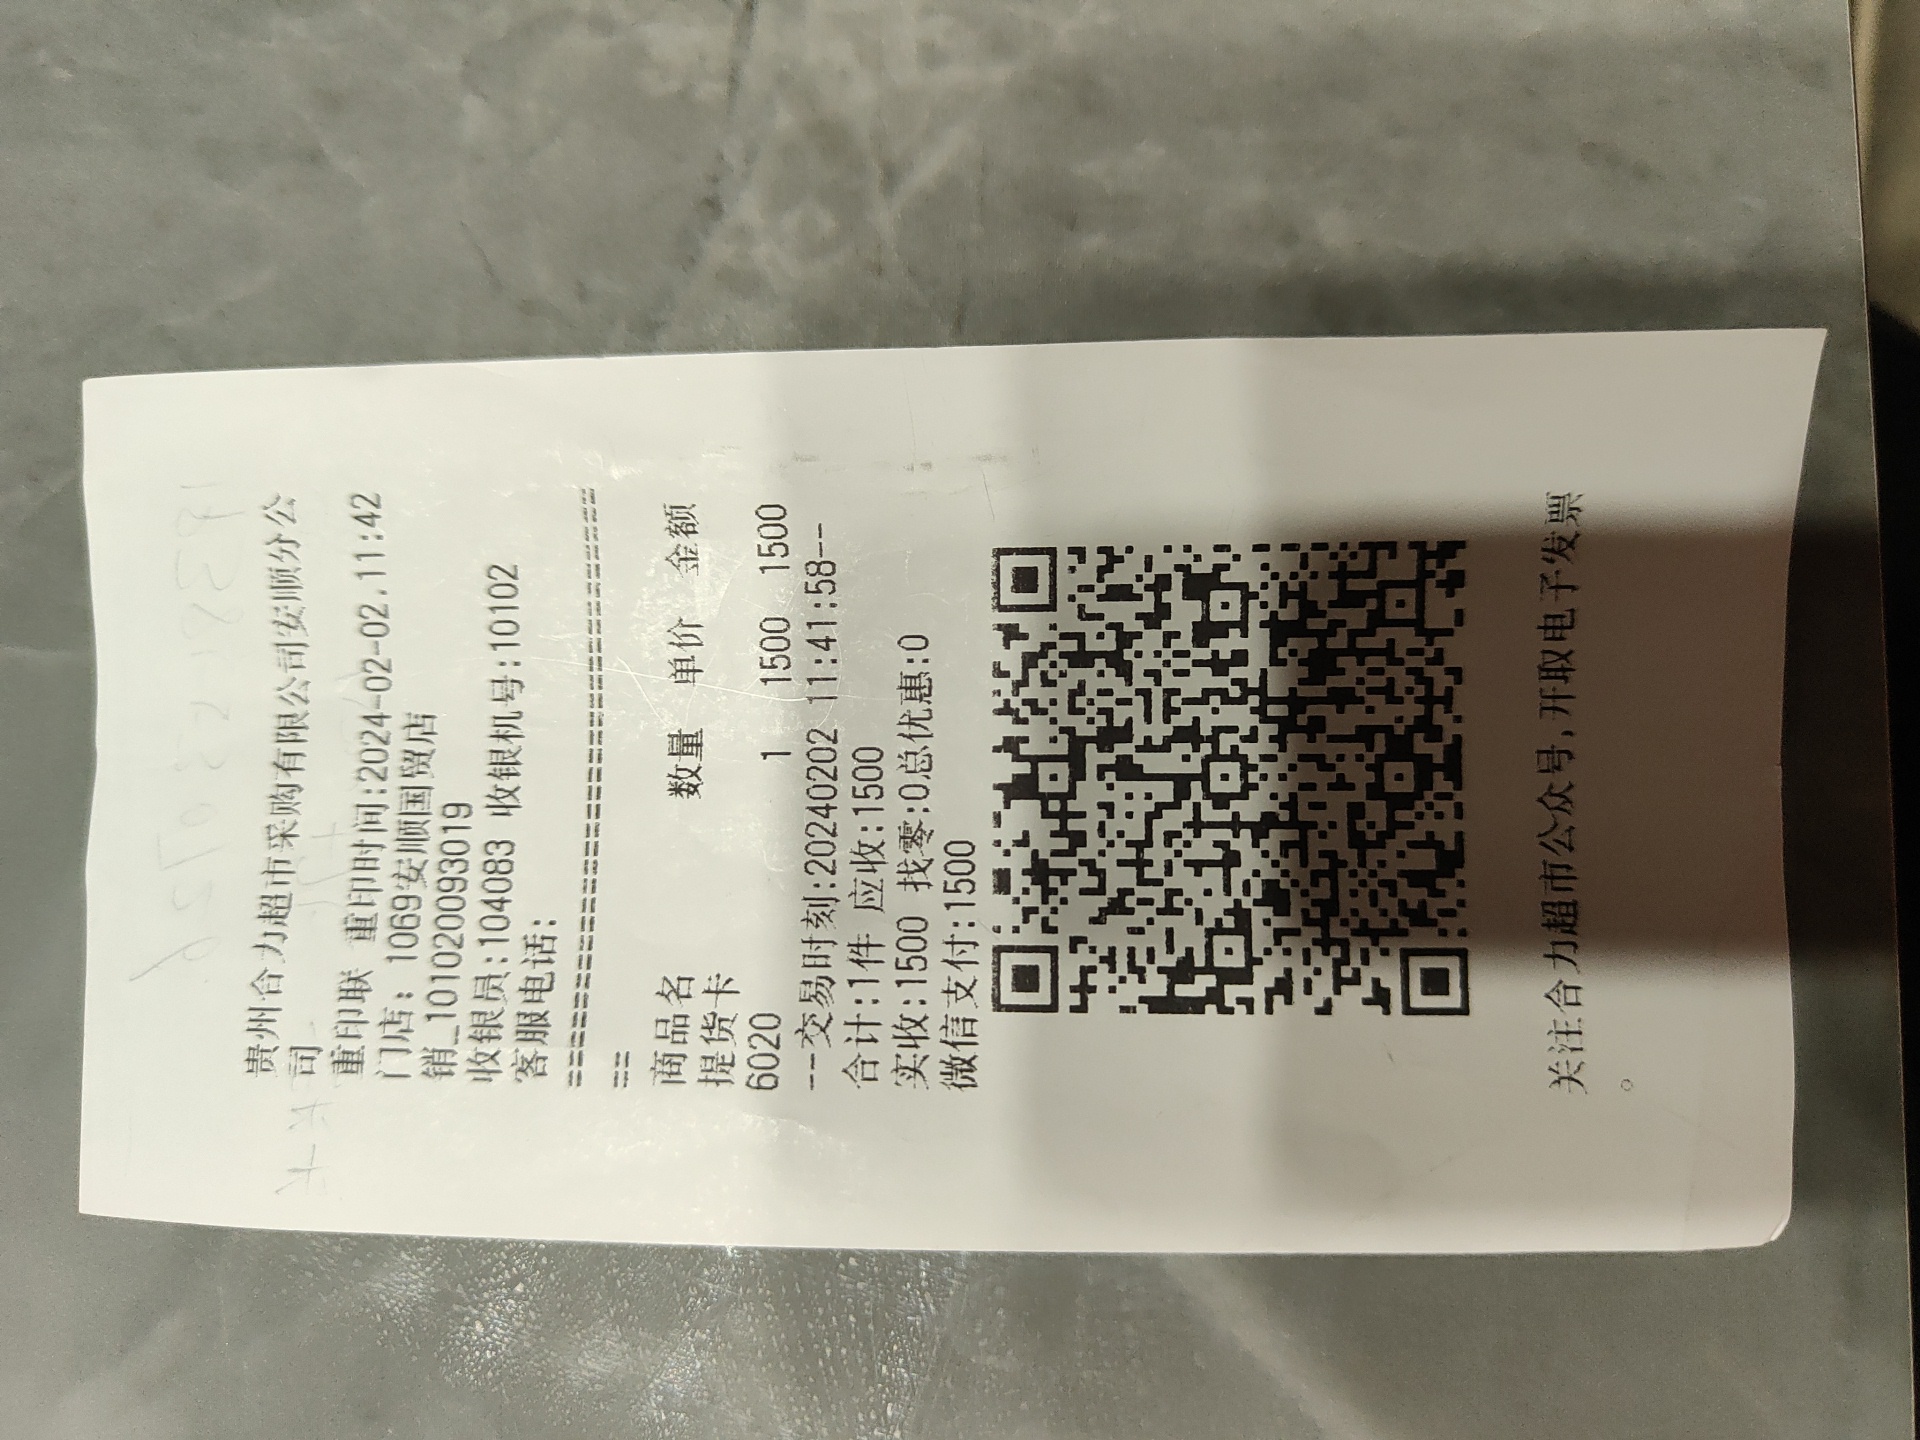 贵州合力超市采购有限公司安顺分公
司
重印联 重印时间:2024-02-02.11:42
门店: 1069安顺国贸店
销_101020093019
收银员:104083 收银机号:10102
客服电话:
==========================================
==
商品名 数量 单价 金额
提货卡
6020 1 1500 1500
--交易时刻:20240202 11:41:58--
合计:1件 应收:1500
实收:1500 找零:0总优惠:0
微信支付:1500
关注合力超市公众号,开取电子发票
。